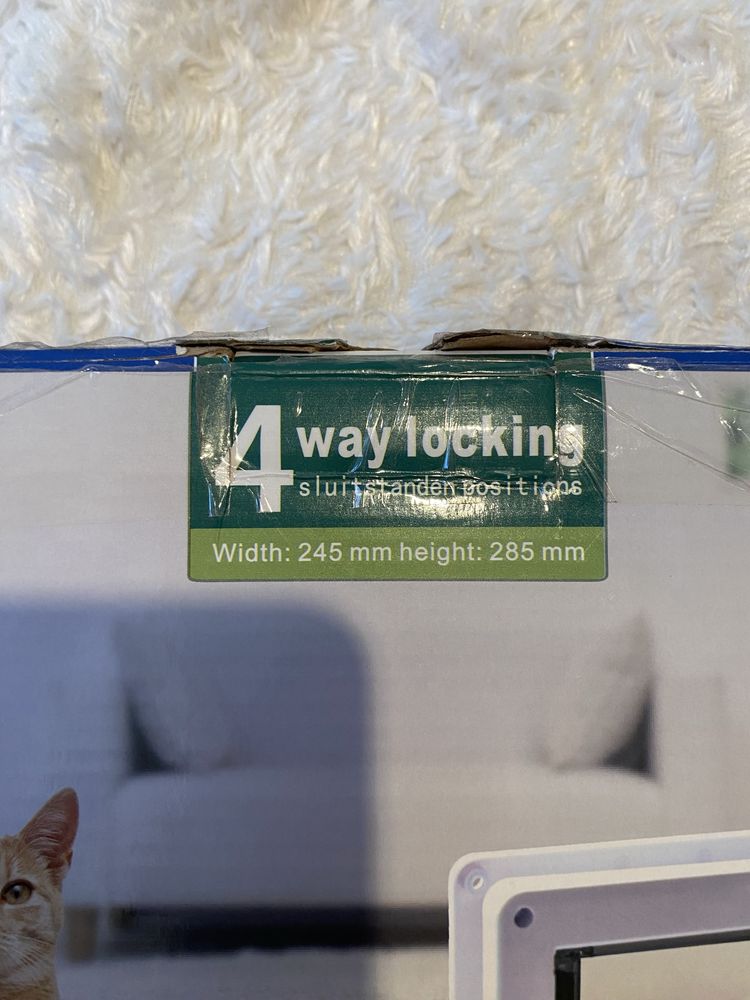 4 way locking
sluitstanden positions
Width: 245 mm height: 285 mm